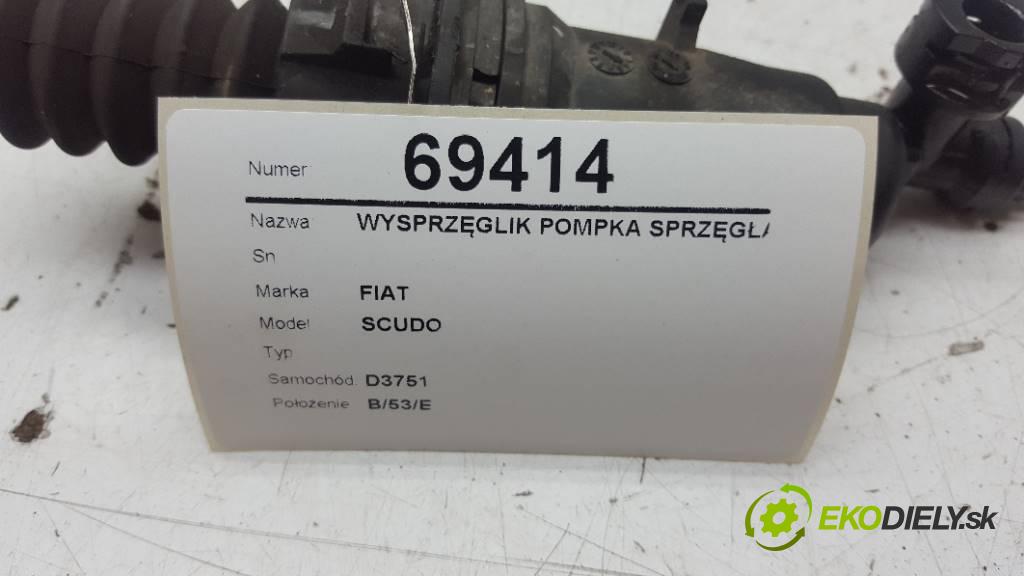 Numer 69414
Nazwa WYSPRZĘGLIK POMPKA SPRZĘGŁA
Sn
Marka FIAT
Model SCUDO
Typ
Samochód D3751
Położenie B/53/E
EKODIELY.sk